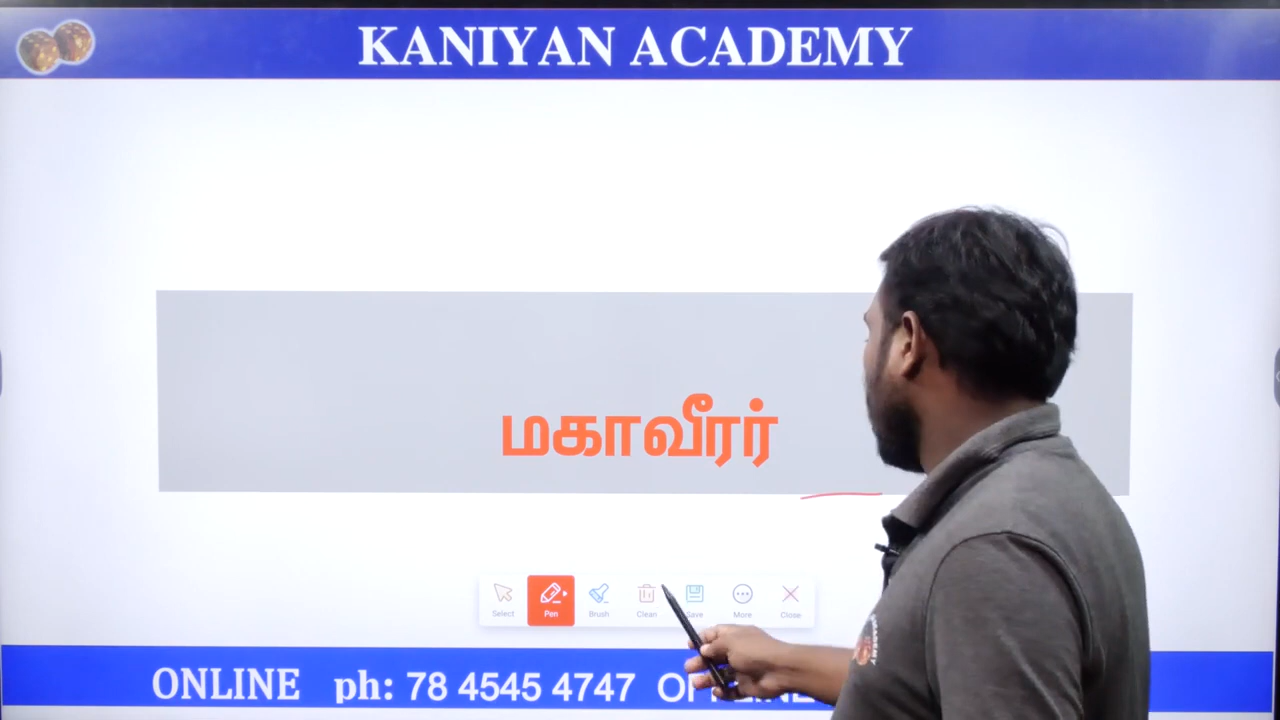 KANIYAN ACADEMY
மகாவீரர்
Select Pen Brush Clean Save More Close
ONLINE ph: 78 4545 4747